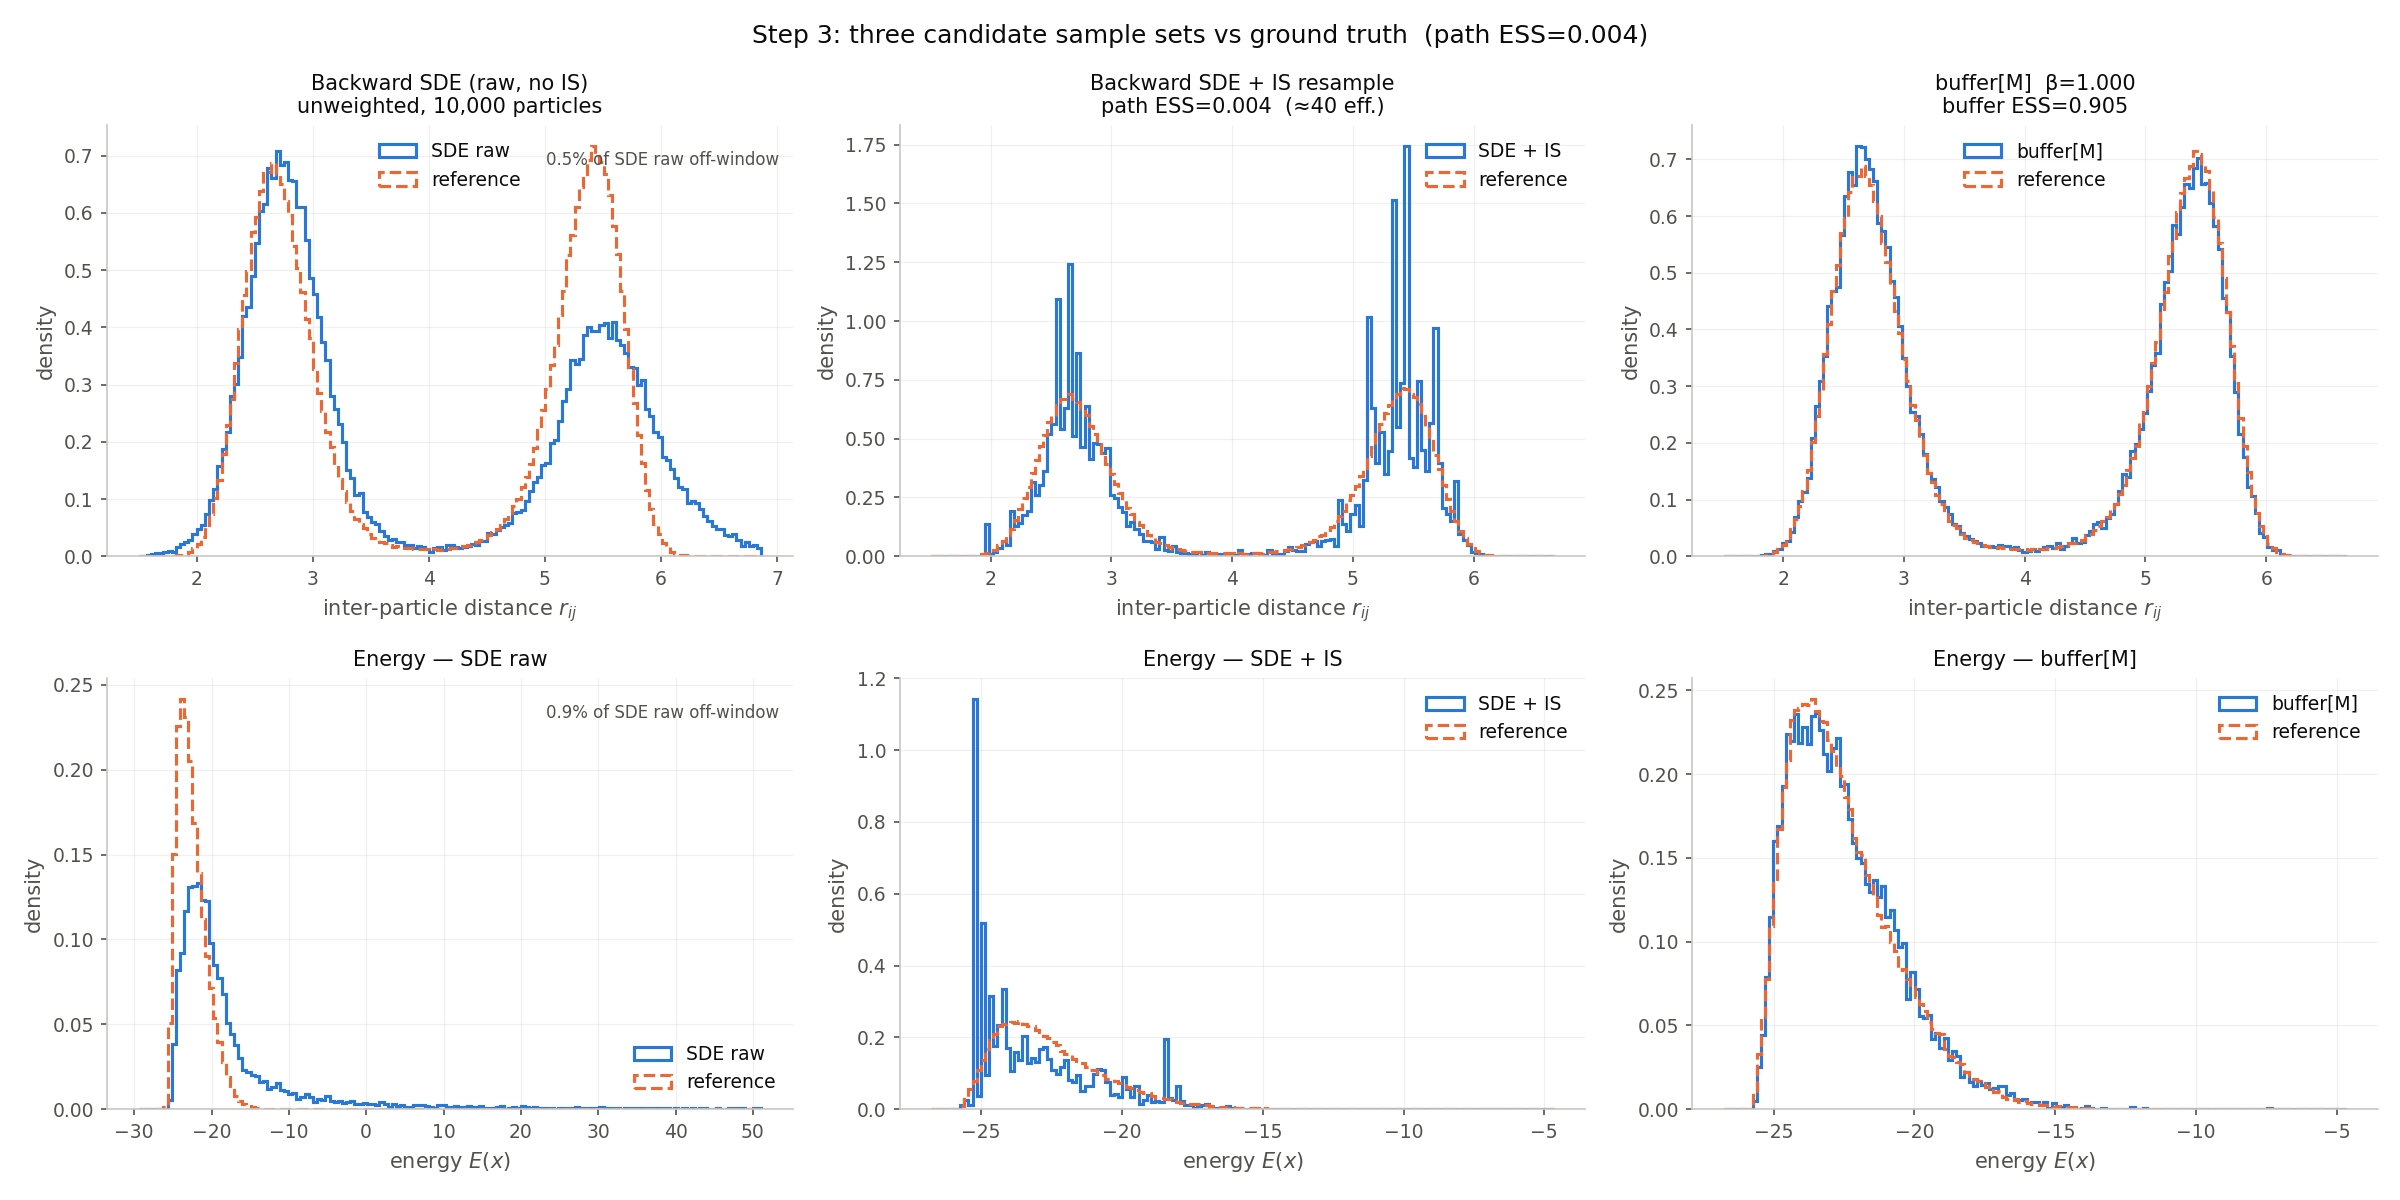 Step 3: three candidate sample sets vs ground truth  (path ESS=0.004)
Backward SDE (raw, no IS)
unweighted, 10,000 particles
SDE raw
reference
0.5% of SDE raw off-window
0.7
0.6
0.5
0.4
0.3
0.2
0.1
0.0
density
2 3 4 5 6 7
inter-particle distance r_ij
Backward SDE + IS resample
path ESS=0.004  (≈40 eff.)
SDE + IS
reference
1.75
1.50
1.25
1.00
0.75
0.50
0.25
0.00
density
2 3 4 5 6
inter-particle distance r_ij
buffer[M]  β=1.000
buffer ESS=0.905
buffer[M]
reference
0.7
0.6
0.5
0.4
0.3
0.2
0.1
0.0
density
2 3 4 5 6
inter-particle distance r_ij
Energy — SDE raw
0.9% of SDE raw off-window
SDE raw
reference
0.25
0.20
0.15
0.10
0.05
0.00
density
−30 −20 −10 0 10 20 30 40 50
energy E(x)
Energy — SDE + IS
SDE + IS
reference
1.2
1.0
0.8
0.6
0.4
0.2
0.0
density
−25 −20 −15 −10 −5
energy E(x)
Energy — buffer[M]
buffer[M]
reference
0.25
0.20
0.15
0.10
0.05
0.00
density
−25 −20 −15 −10 −5
energy E(x)